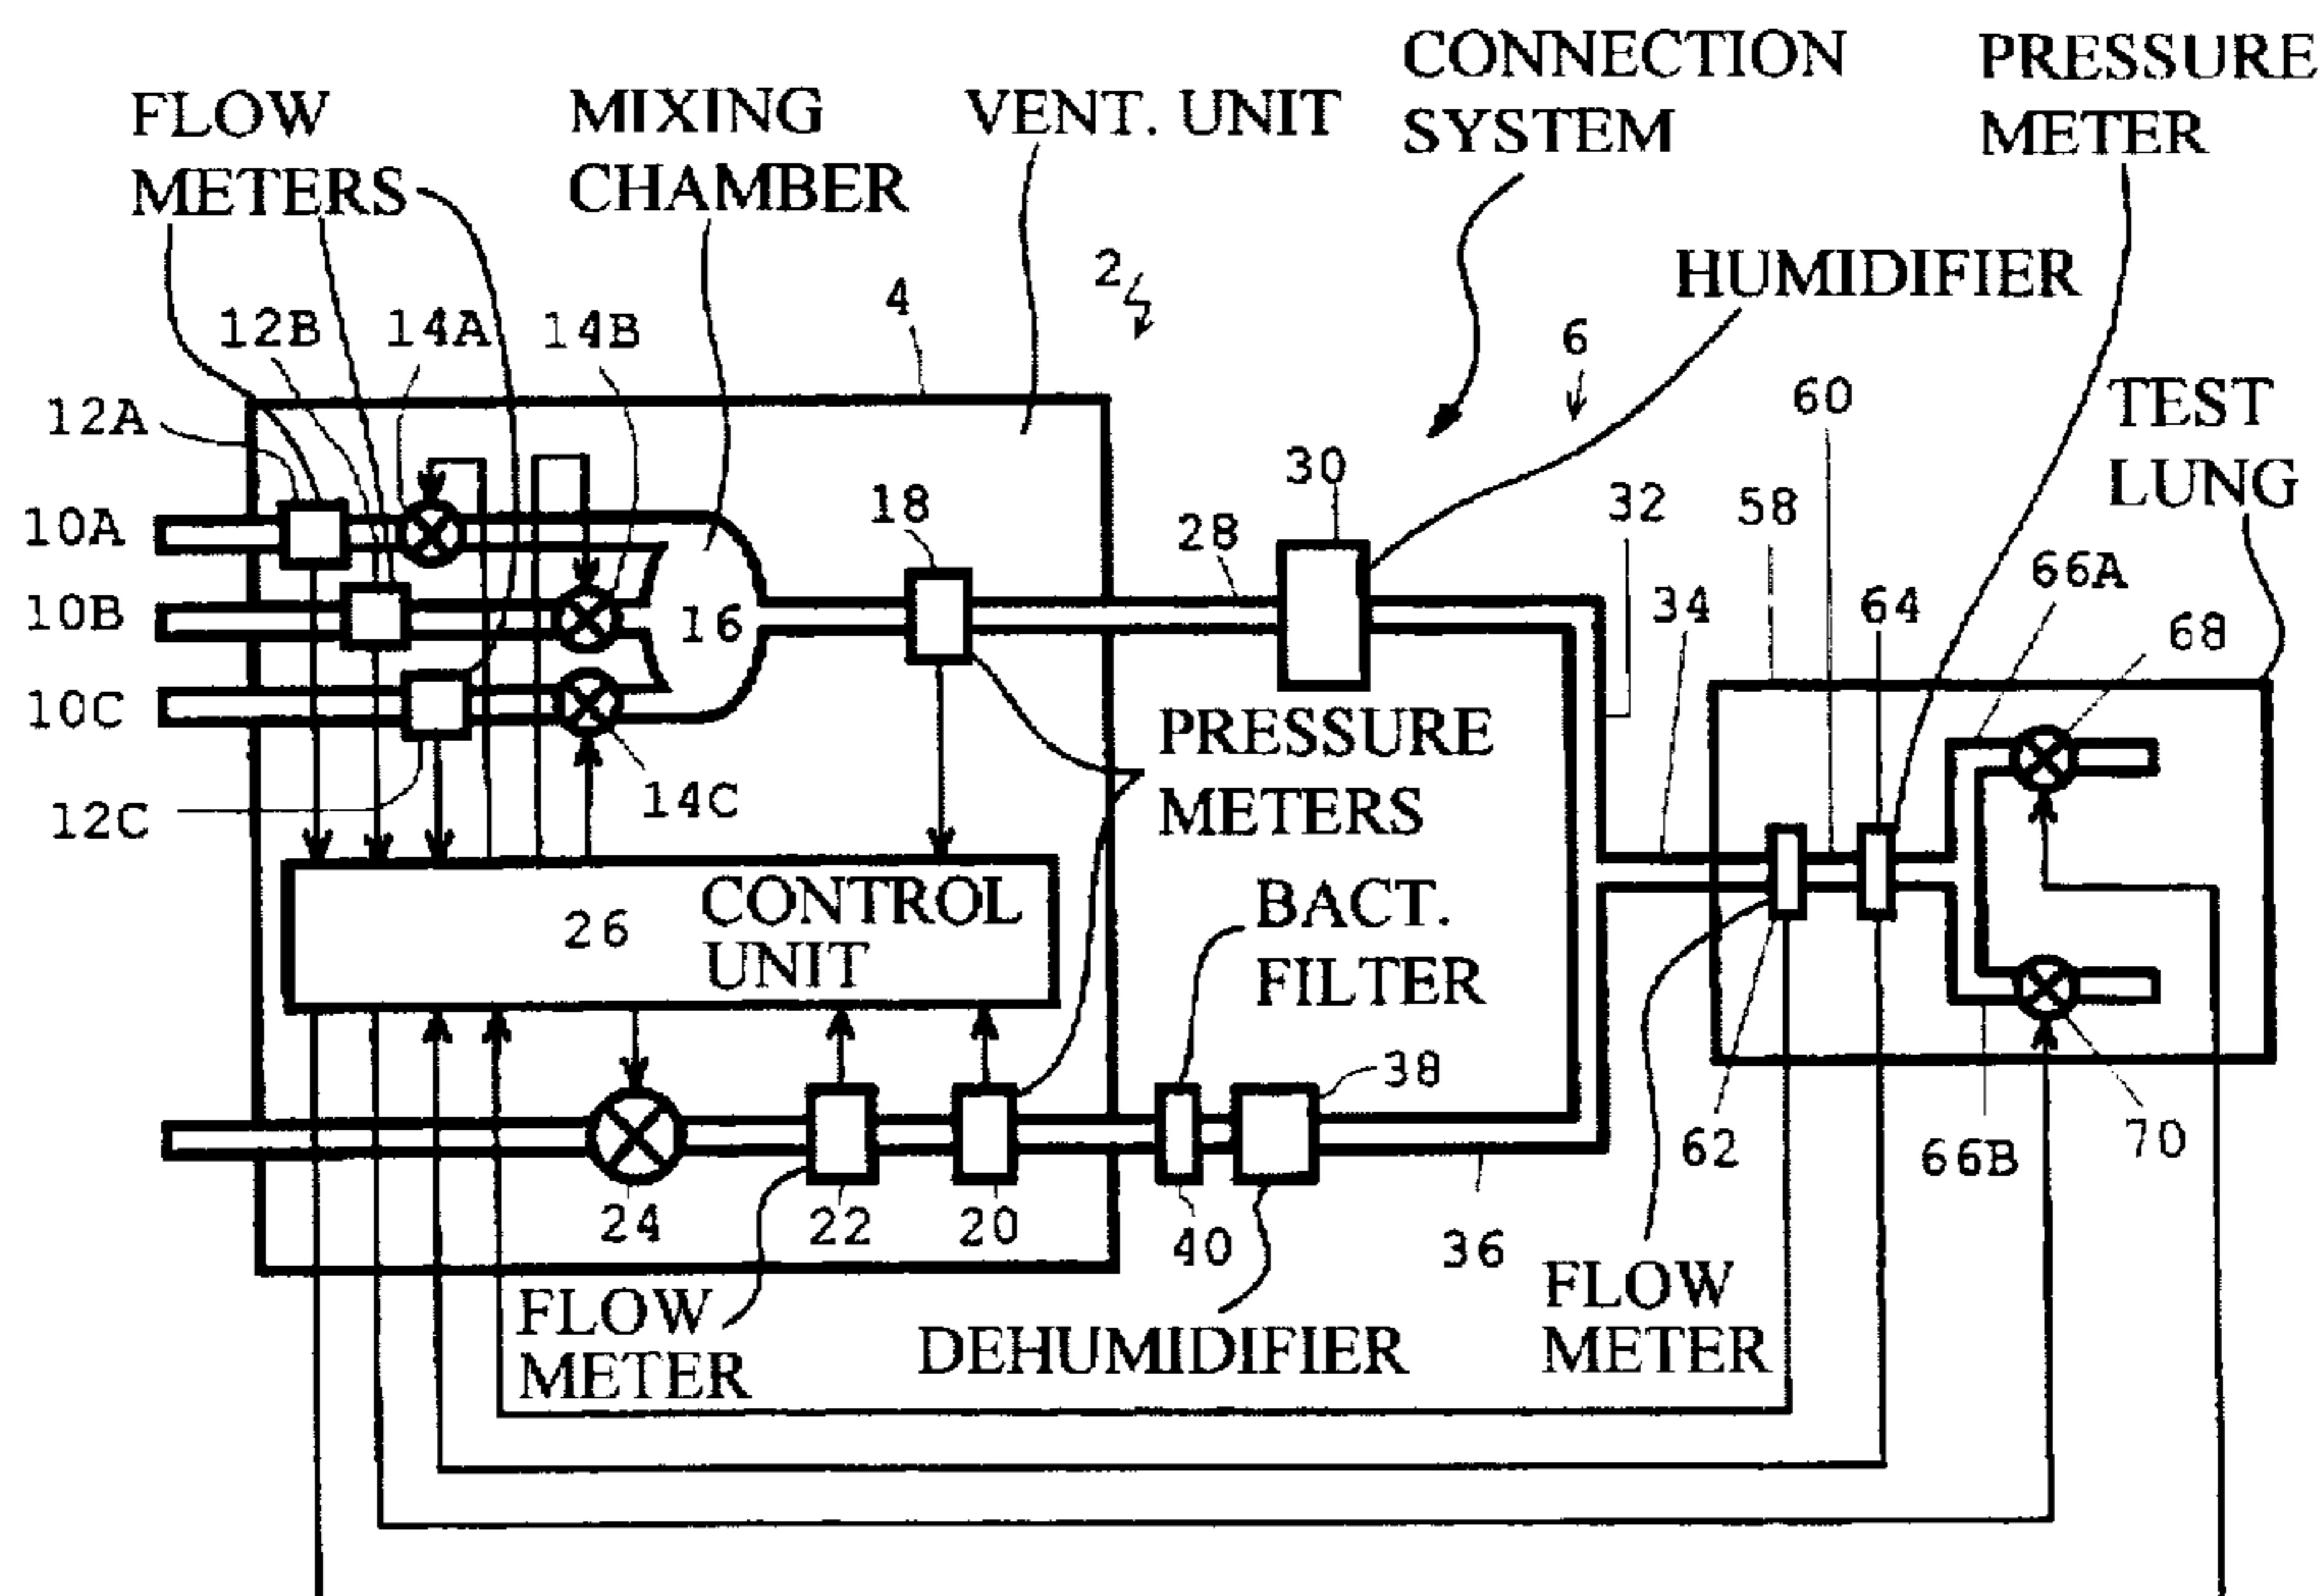 FLOW
METERS
MIXING
CHAMBER
VENT. UNIT
CONNECTION
SYSTEM
PRESSURE
METER
HUMIDIFIER
2
4
6
12B
14A
14B
12A
60
TEST
LUNG
30
10A
18
28
32
58
66A
10B
16
34
64
68
10C
PRESSURE
METERS
12C
14C
CONTROL
UNIT
26
BACT.
FILTER
38
24
22
20
40
36
62
66B
70
FLOW
METER
DEHUMIDIFIER
FLOW
METER